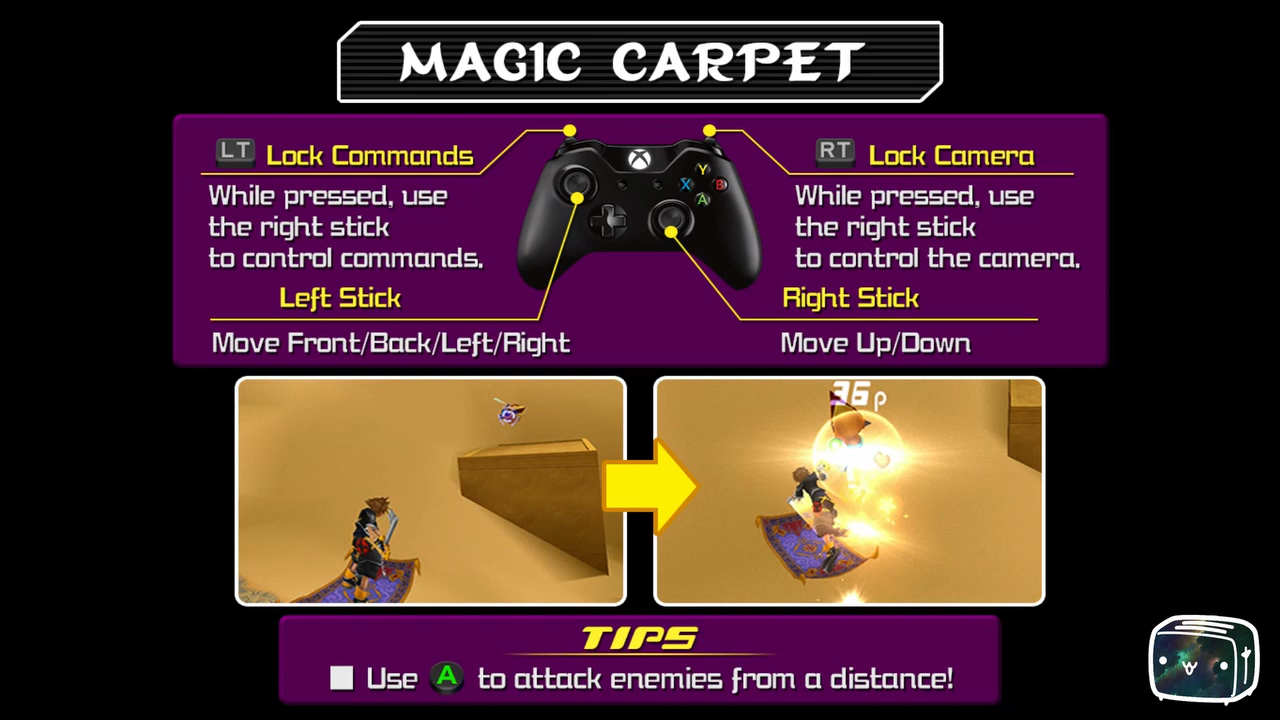 MAGIC CARPET
LT Lock Commands
While pressed, use
the right stick
to control commands.
RT Lock Camera
While pressed, use
the right stick
to control the camera.
Y
X B
A
Left Stick
Move Front/Back/Left/Right
Right Stick
Move Up/Down
36 p
TIPS
Use A to attack enemies from a distance!